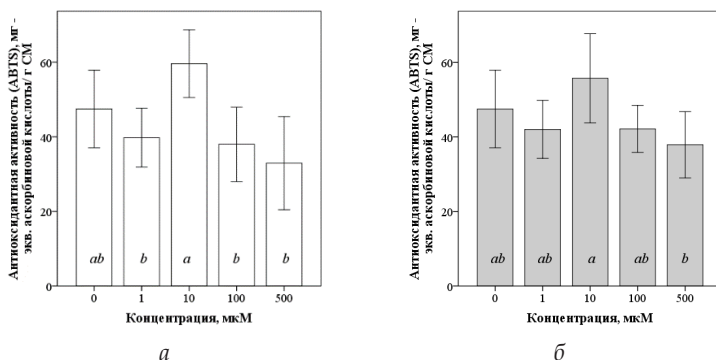 Антиоксидантная активность (ABTS), мг -
экв. аскорбиновой кислоты/ г СМ
60
40
20
0
ab
b
a
b
b
0
1
10
100
500
Концентрация, мкМ
а
Антиоксидантная активность (ABTS), мг -
экв. аскорбиновой кислоты/ г СМ
60
40
20
0
ab
ab
a
ab
b
0
1
10
100
500
Концентрация, мкМ
б